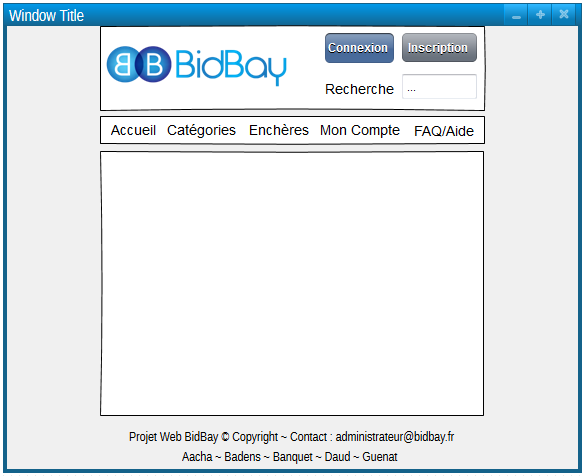 Window Title
BB BidBay
Connexion Inscription
Recherche ...
Accueil Catégories Enchères Mon Compte FAQ/Aide
Projet Web BidBay © Copyright ~ Contact : administrateur@bidbay.fr
Aacha ~ Badens ~ Banquet ~ Daud ~ Guenat